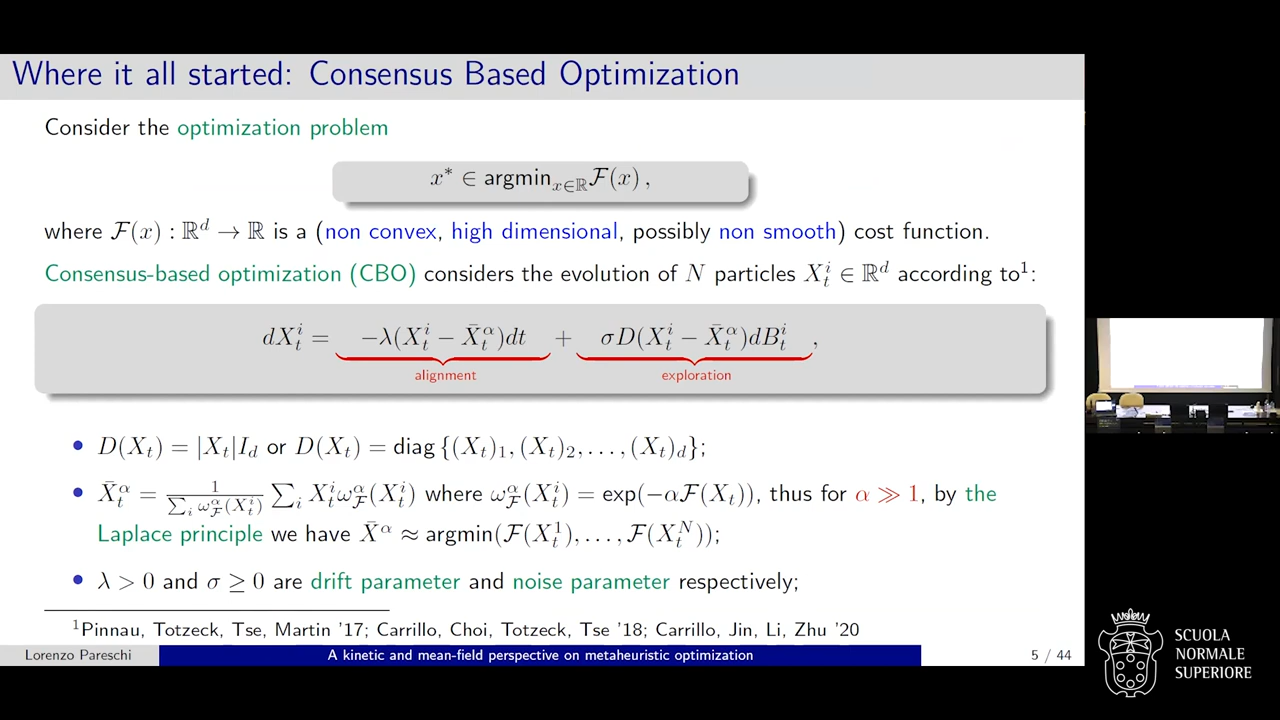 Where it all started: Consensus Based Optimization
Consider the optimization problem
x* ∈ argmin_{x∈ℝ} ℱ(x) ,
where ℱ(x) : ℝ^d → ℝ is a (non convex, high dimensional, possibly non smooth) cost function.
Consensus-based optimization (CBO) considers the evolution of N particles X_t^i ∈ ℝ^d according to¹:
dX_t^i = −λ(X_t^i − X̄_t^α)dt + σD(X_t^i − X̄_t^α)dB_t^i ,
alignment exploration
• D(X_t) = |X_t|I_d or D(X_t) = diag {(X_t)_1, (X_t)_2, . . . , (X_t)_d};
• X̄_t^α = 1/(∑_i ω_ℱ^α(X_t^i)) ∑_i X_t^i ω_ℱ^α(X_t^i) where ω_ℱ^α(X_t^i) = exp(−αℱ(X_t)), thus for α ≫ 1, by the
Laplace principle we have X̄^α ≈ argmin(ℱ(X_t^1), . . . , ℱ(X_t^N));
• λ > 0 and σ ≥ 0 are drift parameter and noise parameter respectively;
¹Pinnau, Totzeck, Tse, Martin '17; Carrillo, Choi, Totzeck, Tse '18; Carrillo, Jin, Li, Zhu '20
Lorenzo Pareschi A kinetic and mean-field perspective on metaheuristic optimization 5 / 44
SCUOLA
NORMALE
SUPERIORE